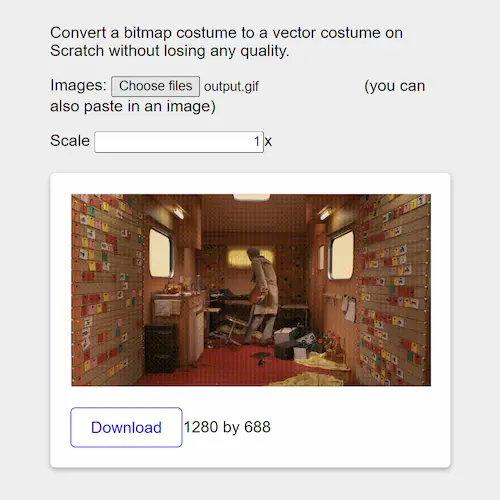 Convert a bitmap costume to a vector costume on
Scratch without losing any quality.
Images: Choose files output.gif (you can
also paste in an image)
Scale 1x
Download 1280 by 688